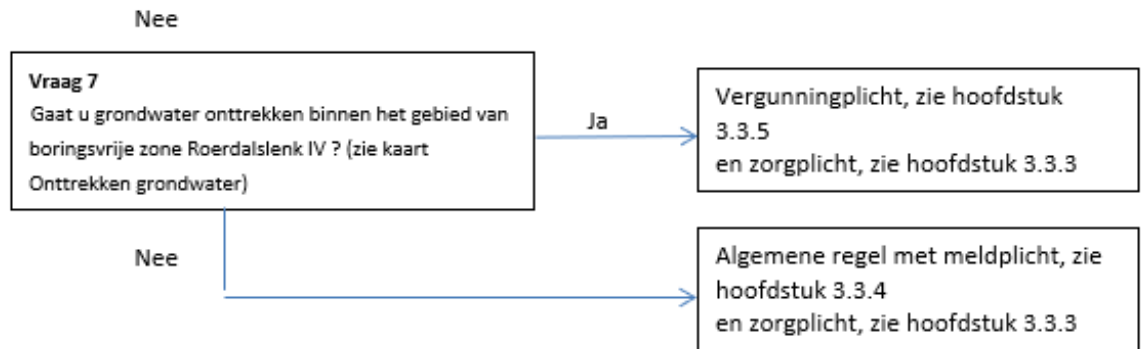 Nee
Vraag 7
Gaat u grondwater onttrekken binnen het gebied van
boringsvrije zone Roerdalslenk IV ? (zie kaart
Onttrekken grondwater)
Ja
Vergunningplicht, zie hoofdstuk
3.3.5
en zorgplicht, zie hoofdstuk 3.3.3
Nee
Algemene regel met meldplicht, zie
hoofdstuk 3.3.4
en zorgplicht, zie hoofdstuk 3.3.3